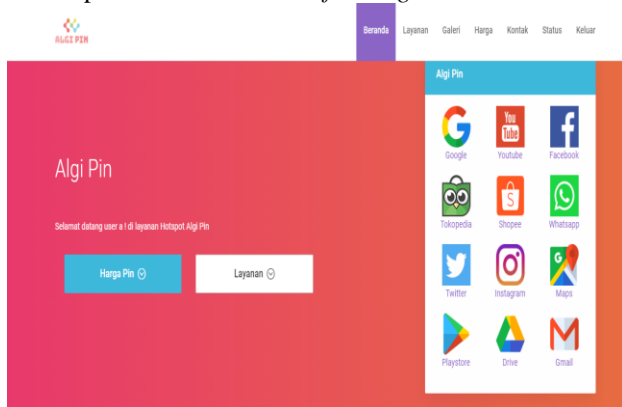 ALGI PIN
Beranda Layanan Galeri Harga Kontak Status Keluar
Algi Pin
Google
You Tube
Youtube
Facebook
Tokopedia
S
Shopee
Whatsapp
Twitter
Instagram
G
Maps
Playstore
Drive
Gmail
Algi Pin
Selamat datang user a ! di layanan Hotspot Algi Pin
Harga Pin
Layanan